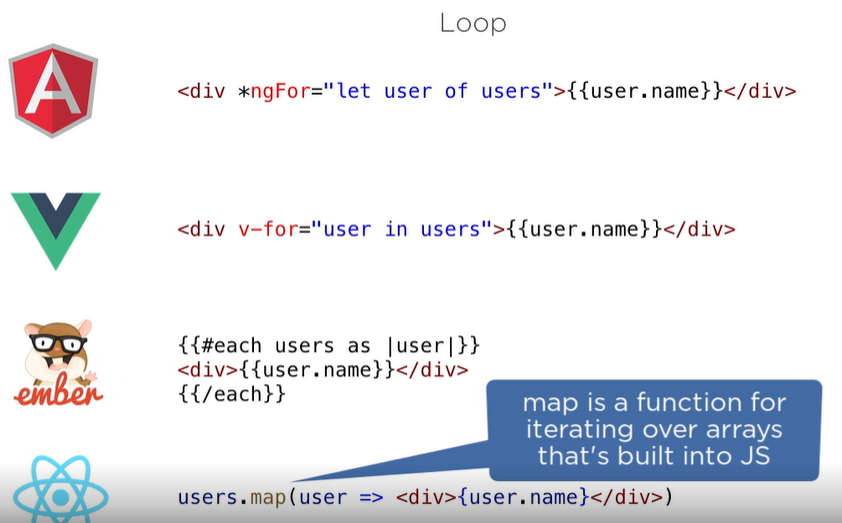 Loop
<div *ngFor="let user of users">{{user.name}}</div>
<div v-for="user in users">{{user.name}}</div>
{{#each users as |user|}}
<div>{{user.name}}</div>
{{/each}}
ember
map is a function for
iterating over arrays
that's built into JS
users.map(user => <div>{user.name}</div>)